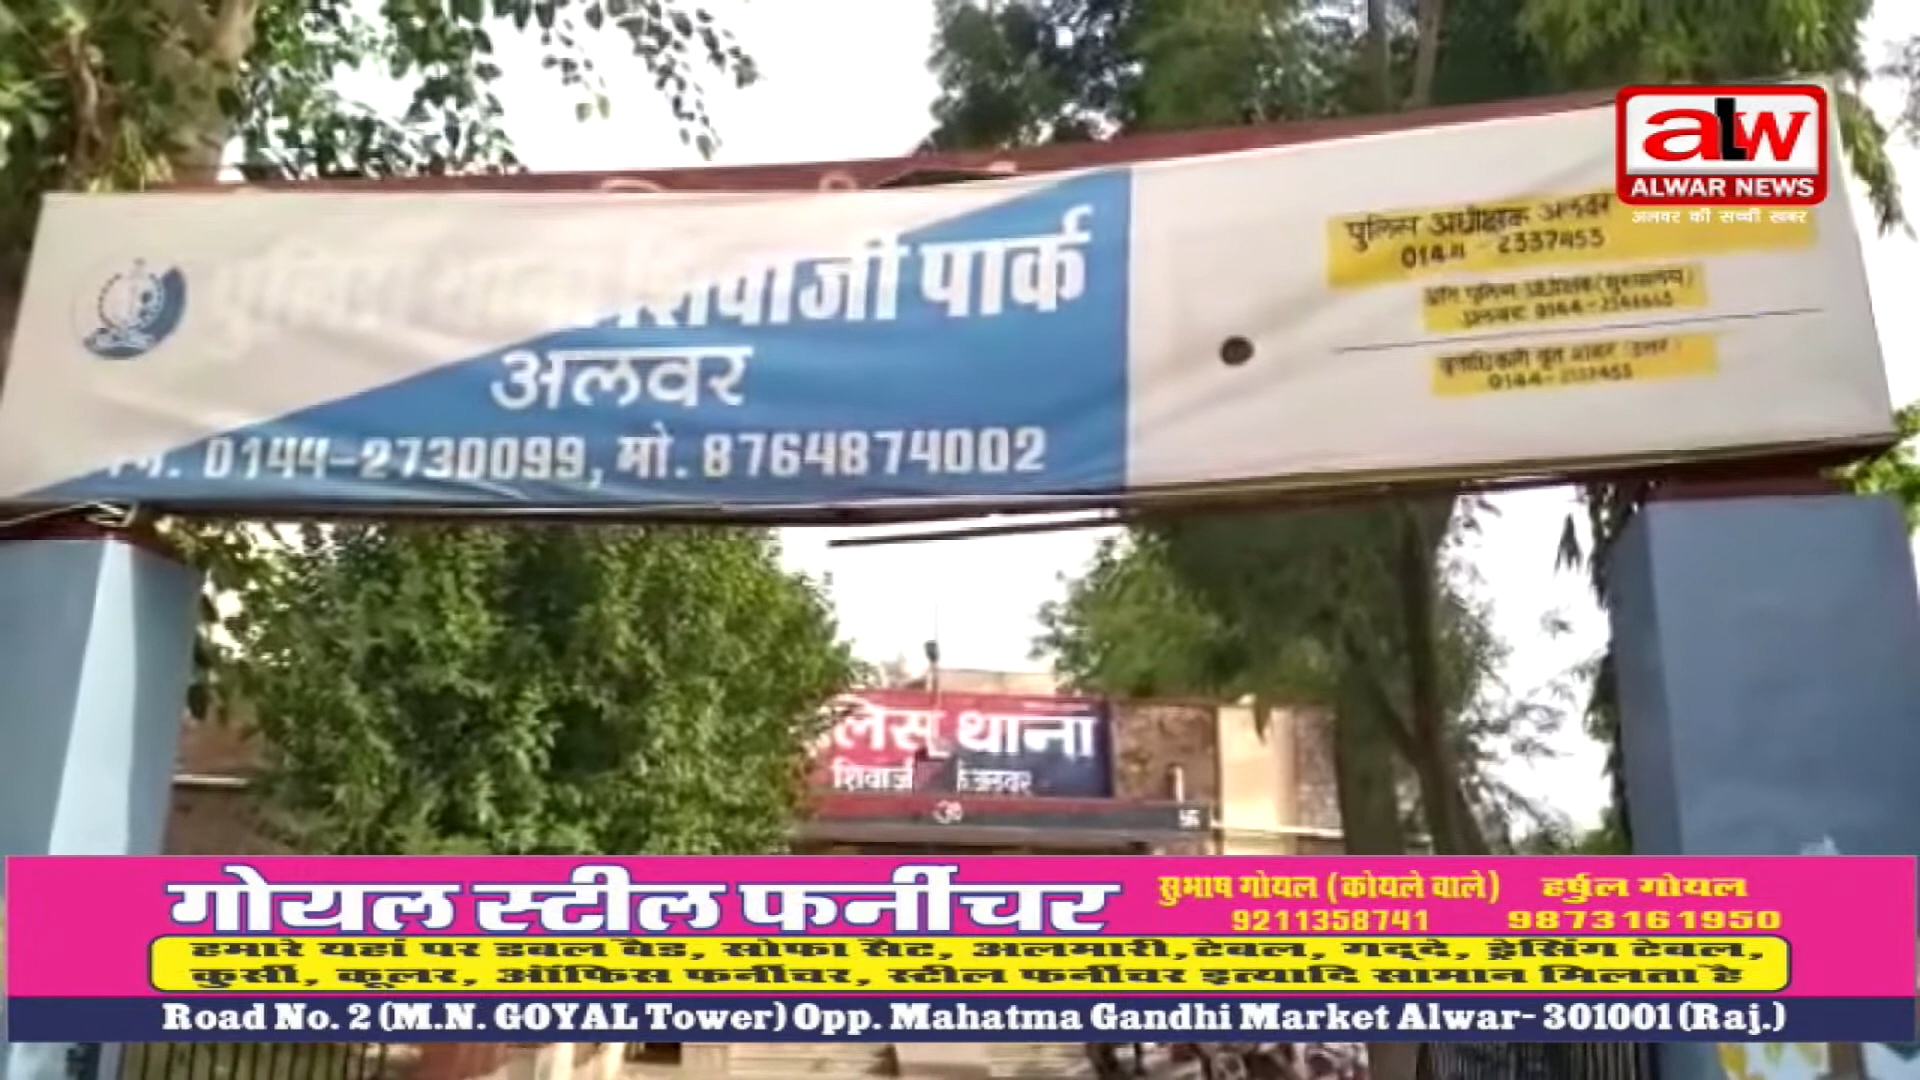 aLw
ALWAR NEWS
अलवर की सच्ची खबर
पुलिस थाना शिवाजी पार्क
अलवर
0144-2730099, मो. 8764874002
पुलिस अधीक्षक अलवर
0144 - 2337453
पुलिस थाना
शिवाज
अलवर
ॐ
卐
गोयल स्टील फर्नीचर
सुभाष गोयल (कोयले वाले)
9211358741
हर्षुल गोयल
9873161950
हमारे यहां पर डबल बैड, सोफा सैट, अलमारी,टेबल, गद्दे, ड्रेसिंग टेबल,
कुर्सी, कूलर, ऑफिस फर्नीचर, स्टील फर्नीचर इत्यादि सामान मिलता है
Road No. 2 (M.N. GOYAL Tower) Opp. Mahatma Gandhi Market Alwar- 301001 (Raj.)